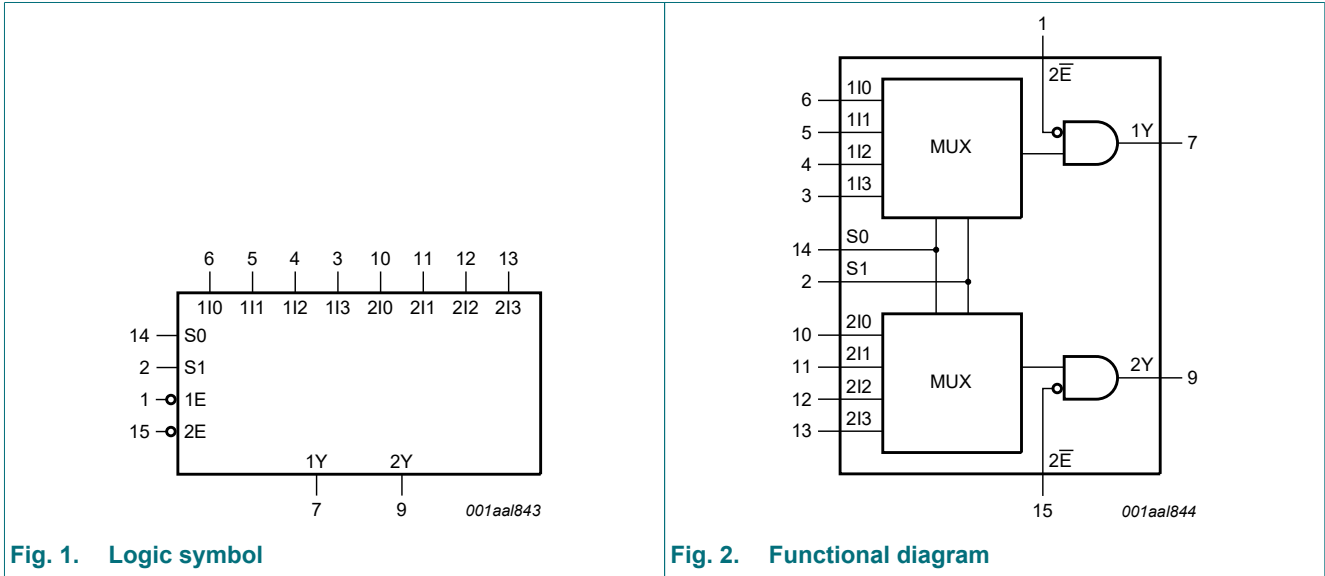 6 5 4 3 10 11 12 13
1I0 1I1 1I2 1I3 2I0 2I1 2I2 2I3
14 S0
2 S1
1 1E
15 2E
1Y 2Y
7 9 001aal843
Fig. 1. Logic symbol
1
2E̅
6 1I0
5 1I1
4 1I2
3 1I3
MUX
1Y 7
14 S0
2 S1
10 2I0
11 2I1
12 2I2
13 2I3
MUX
2Y 9
2E̅
15 001aal844
Fig. 2. Functional diagram